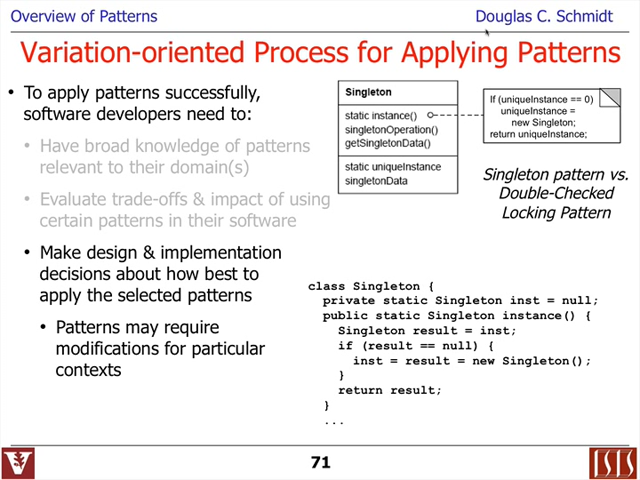 Overview of Patterns
Douglas C. Schmidt
Variation-oriented Process for Applying Patterns
• To apply patterns successfully,
software developers need to:
• Have broad knowledge of patterns
relevant to their domain(s)
• Evaluate trade-offs & impact of using
certain patterns in their software
• Make design & implementation
decisions about how best to
apply the selected patterns
• Patterns may require
modifications for particular
contexts
Singleton
static instance()
singletonOperation()
getSingletonData()
static uniqueInstance
singletonData
If (uniqueInstance == 0)
uniqueInstance =
new Singleton;
return uniqueInstance;
Singleton pattern vs.
Double-Checked
Locking Pattern
class Singleton {
private static Singleton inst = null;
public static Singleton instance() {
Singleton result = inst;
if (result == null) {
inst = result = new Singleton();
}
return result;
}
...
71
V
ISIS